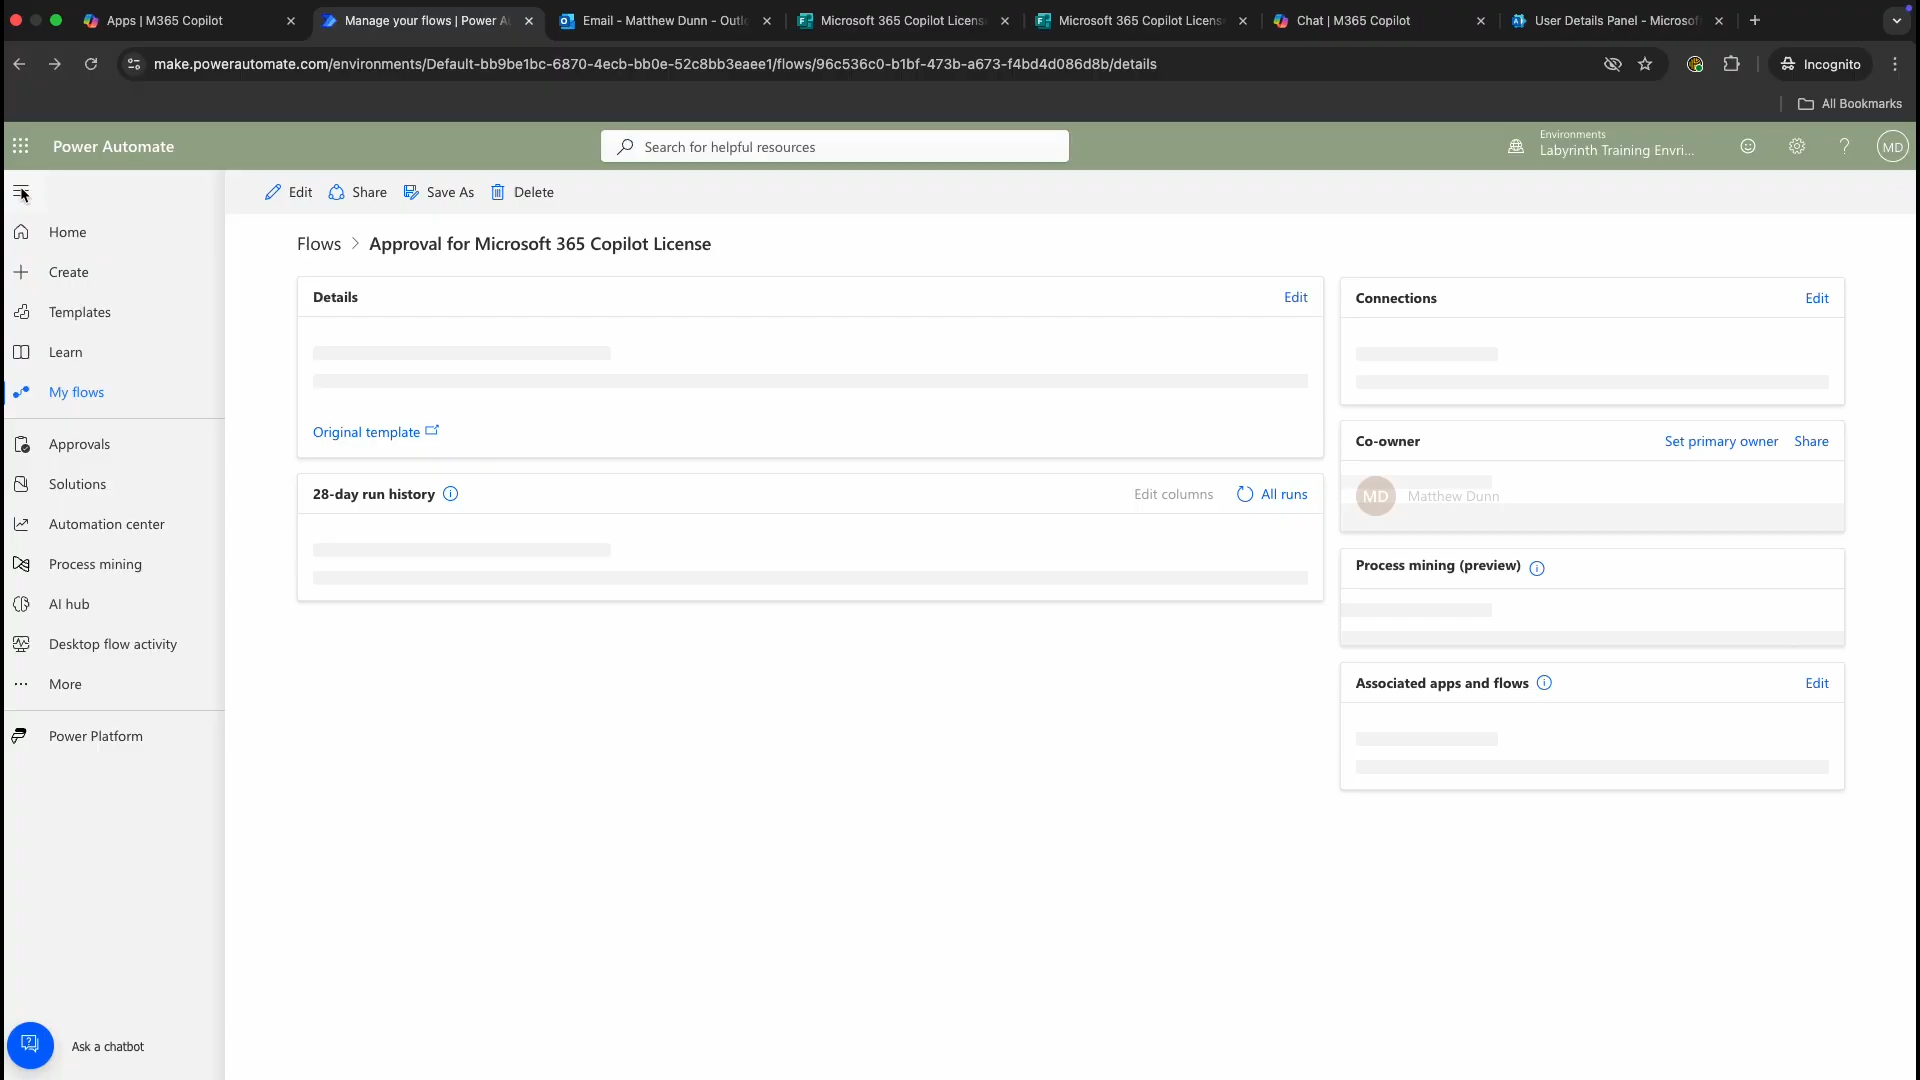 Apps | M365 Copilot
Manage your flows | Power Au
Email - Matthew Dunn - Outlo
Microsoft 365 Copilot License
Microsoft 365 Copilot License
Chat | M365 Copilot
User Details Panel - Microsoft
make.powerautomate.com/environments/Default-bb9be1bc-6870-4ecb-bb0e-52c8bb3eaee1/flows/96c536c0-b1bf-473b-a673-f4bd4d086d8b/details
Incognito
All Bookmarks
Power Automate
Search for helpful resources
Environments
Labyrinth Training Envri...
MD
Edit
Share
Save As
Delete
Home
Create
Templates
Learn
My flows
Approvals
Solutions
Automation center
Process mining
AI hub
Desktop flow activity
More
Power Platform
Ask a chatbot
Flows > Approval for Microsoft 365 Copilot License
Details
Edit
Original template
28-day run history
Edit columns
All runs
Connections
Edit
Co-owner
Set primary owner
Share
MD
Matthew Dunn
Process mining (preview)
Associated apps and flows
Edit